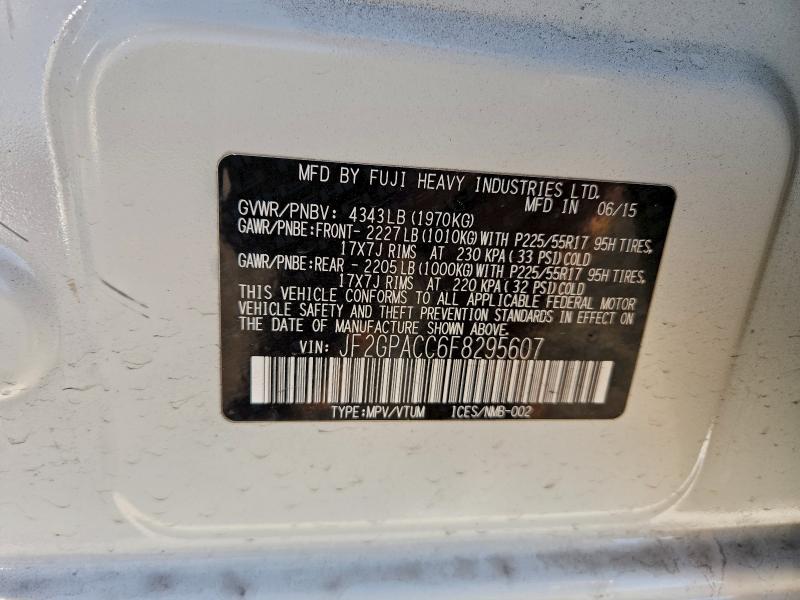 MFD BY FUJI HEAVY INDUSTRIES LTD.
MFD IN 06/15
GVWR/PNBV: 4343LB (1970KG)
GAWR/PNBE:FRONT- 2227LB (1010KG) WITH P225/55R17 95H TIRES,
17X7J RIMS AT 230 KPA ( 33 PSI) COLD
GAWR/PNBE:REAR - 2205LB (1000KG) WITH P225/55R17 95H TIRES,
17X7J RIMS AT 220 KPA ( 32 PSI) COLD
THIS VEHICLE CONFORMS TO ALL APPLICABLE FEDERAL MOTOR
VEHICLE SAFETY AND THEFT PREVENTION STANDARDS IN EFFECT ON
THE DATE OF MANUFACTURE SHOWN ABOVE.
VIN: JF2GPACC6F8295607
TYPE:MPV/VTUM ICES/NMB-002